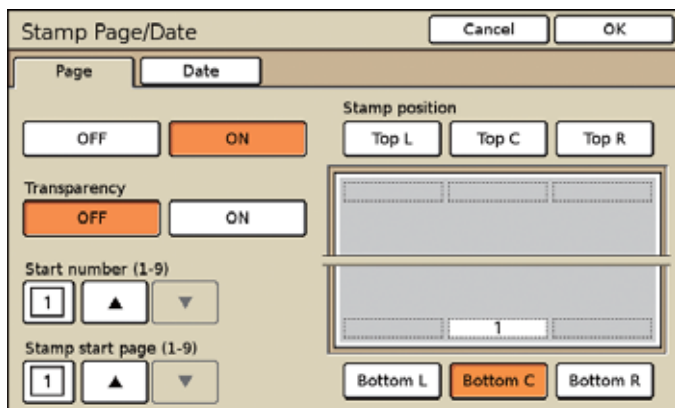 Stamp Page/Date Cancel OK
Page Date
Stamp position
OFF ON Top L Top C Top R
Transparency
OFF ON
Start number (1-9)
1 ▲ ▼
1
Stamp start page (1-9)
1 ▲ ▼ Bottom L Bottom C Bottom R